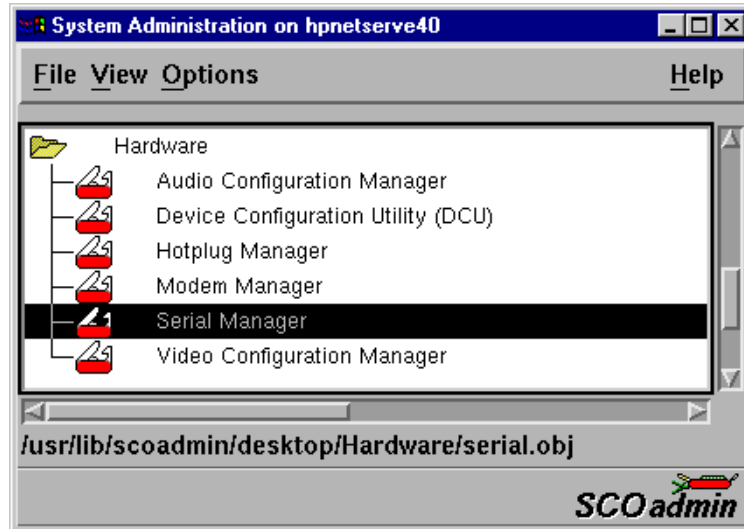 System Administration on hpnetserve40
File View Options Help
Hardware
Audio Configuration Manager
Device Configuration Utility (DCU)
Hotplug Manager
Modem Manager
Serial Manager
Video Configuration Manager
/usr/lib/scoadmin/desktop/Hardware/serial.obj
SCOadmin